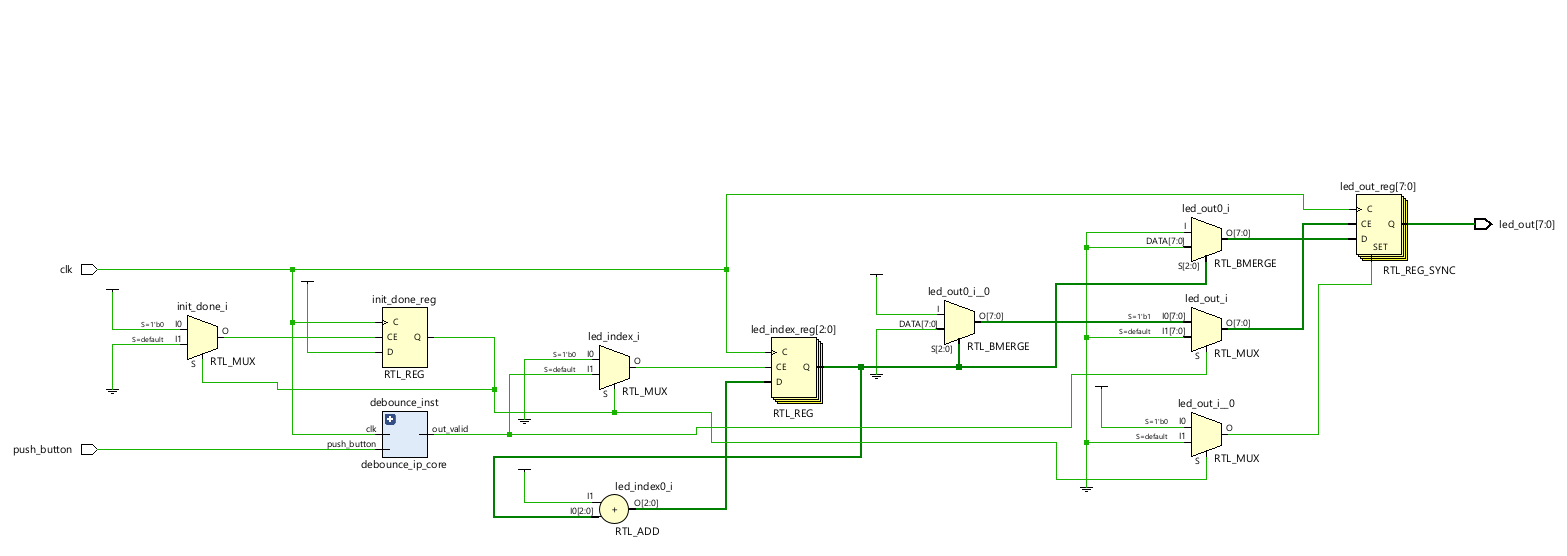 led_out_reg[7:0]
C
CE
Q
D
SET
RTL_REG_SYNC
led_out[7:0]
led_out0_i
I
DATA[7:0]
O[7:0]
S[2:0]
RTL_BMERGE
clk
led_out0_i__0
I
DATA[7:0]
O[7:0]
S[2:0]
RTL_BMERGE
led_out_i
S=1'b1
I0[7:0]
S=default
I1[7:0]
O[7:0]
S
RTL_MUX
init_done_i
S=1'b0
I0
S=default
I1
O
S
RTL_MUX
init_done_reg
C
CE
Q
D
RTL_REG
led_index_i
S=1'b0
I0
S=default
I1
O
S
RTL_MUX
led_index_reg[2:0]
C
CE
Q
D
RTL_REG
debounce_inst
clk
out_valid
push_button
debounce_ip_core
push_button
led_out_i__0
S=1'b0
I0
S=default
I1
O
S
RTL_MUX
led_index0_i
I1
I0[2:0]
+
O[2:0]
RTL_ADD